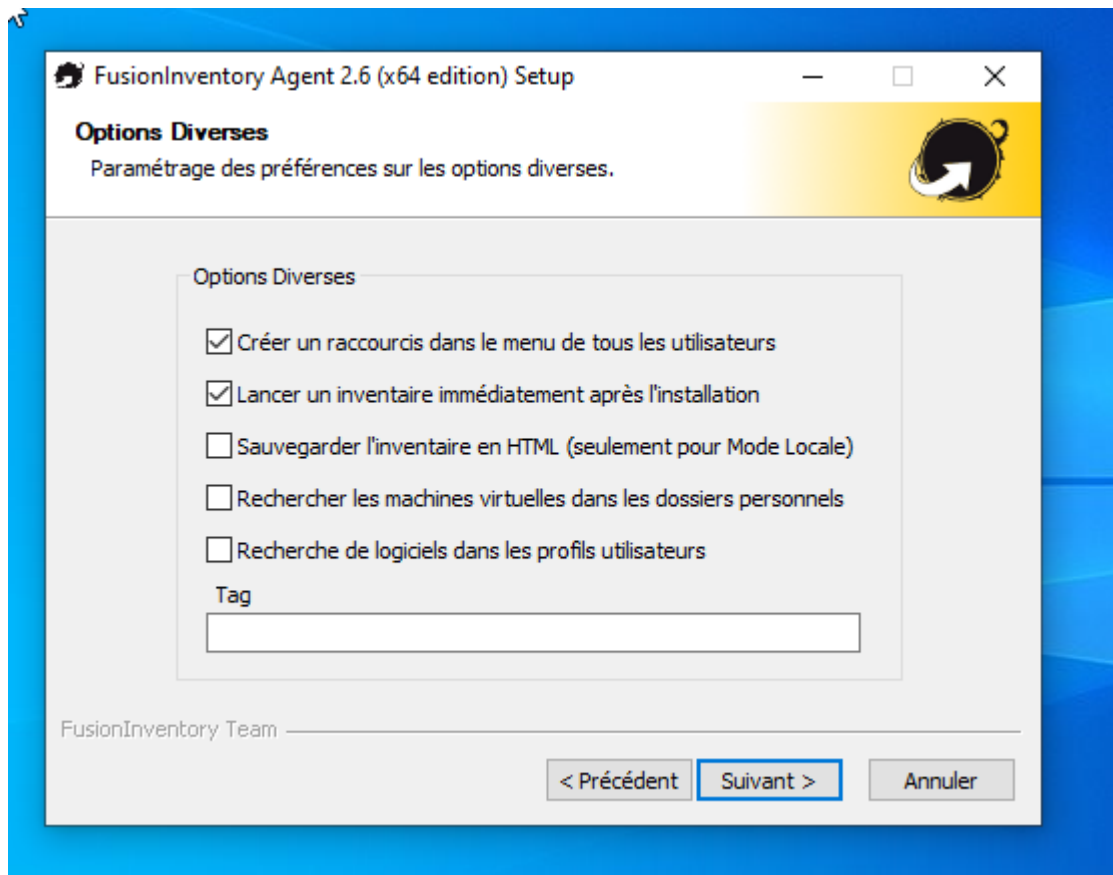 FusionInventory Agent 2.6 (x64 edition) Setup
Options Diverses
Paramétrage des préférences sur les options diverses.
Options Diverses
Créer un raccourcis dans le menu de tous les utilisateurs
Lancer un inventaire immédiatement après l'installation
Sauvegarder l'inventaire en HTML (seulement pour Mode Locale)
Rechercher les machines virtuelles dans les dossiers personnels
Recherche de logiciels dans les profils utilisateurs
Tag
FusionInventory Team
< Précédent Suivant > Annuler